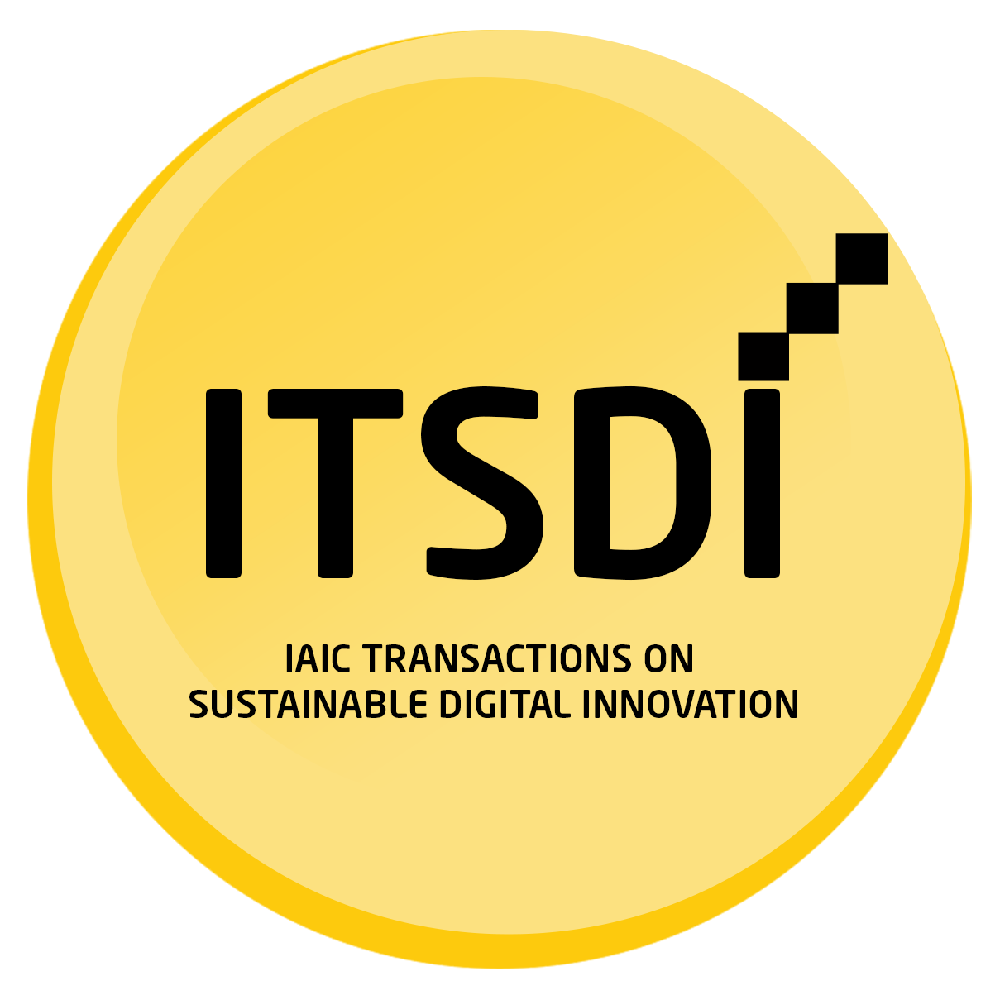 ITSDI
IAIC TRANSACTIONS ON
SUSTAINABLE DIGITAL INNOVATION